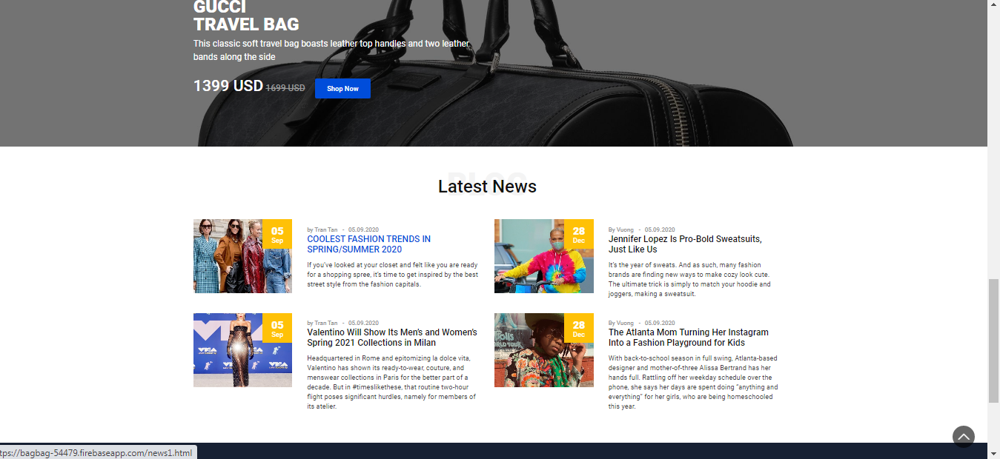 GUCCI
TRAVEL BAG
This classic soft travel bag boasts leather top handles and two leather
bands along the side
1399 USD 1699 USD Shop Now
BLOG
Latest News
05
Sep
by Tran Tan - 05.09.2020
COOLEST FASHION TRENDS IN
SPRING/SUMMER 2020
If you've looked at your closet and felt like you are ready
for a shopping spree, it's time to get inspired by the best
street style from the fashion capitals.
28
Dec
By Vuong - 05.09.2020
Jennifer Lopez Is Pro-Bold Sweatsuits,
Just Like Us
It's the year of sweats. And as such, many fashion
brands are finding new ways to make cozy look cute.
The ultimate trick is simply to match your hoodie and
joggers, making a sweatsuit.
05
Sep
by Tran Tan - 05.09.2020
Valentino Will Show Its Men's and Women's
Spring 2021 Collections in Milan
Headquartered in Rome and epitomizing la dolce vita,
Valentino has shown its ready-to-wear, couture, and
menswear collections in Paris for the better part of a
decade. But in #timeslikethese, that routine two-hour
flight poses significant hurdles, namely for members of
its atelier.
28
Dec
By Vuong - 05.09.2020
The Atlanta Mom Turning Her Instagram
Into a Fashion Playground for Kids
With back-to-school season in full swing, Atlanta-based
designer and mother-of-three Alissa Bertrand has her
hands full. Rattling off her weekday schedule over the
phone, she says her days are spent doing "anything and
everything" for her girls, who are being homeschooled
this year.
Trolls
WORLD TOUR
tps://bagbag-54479.firebaseapp.com/news1.html